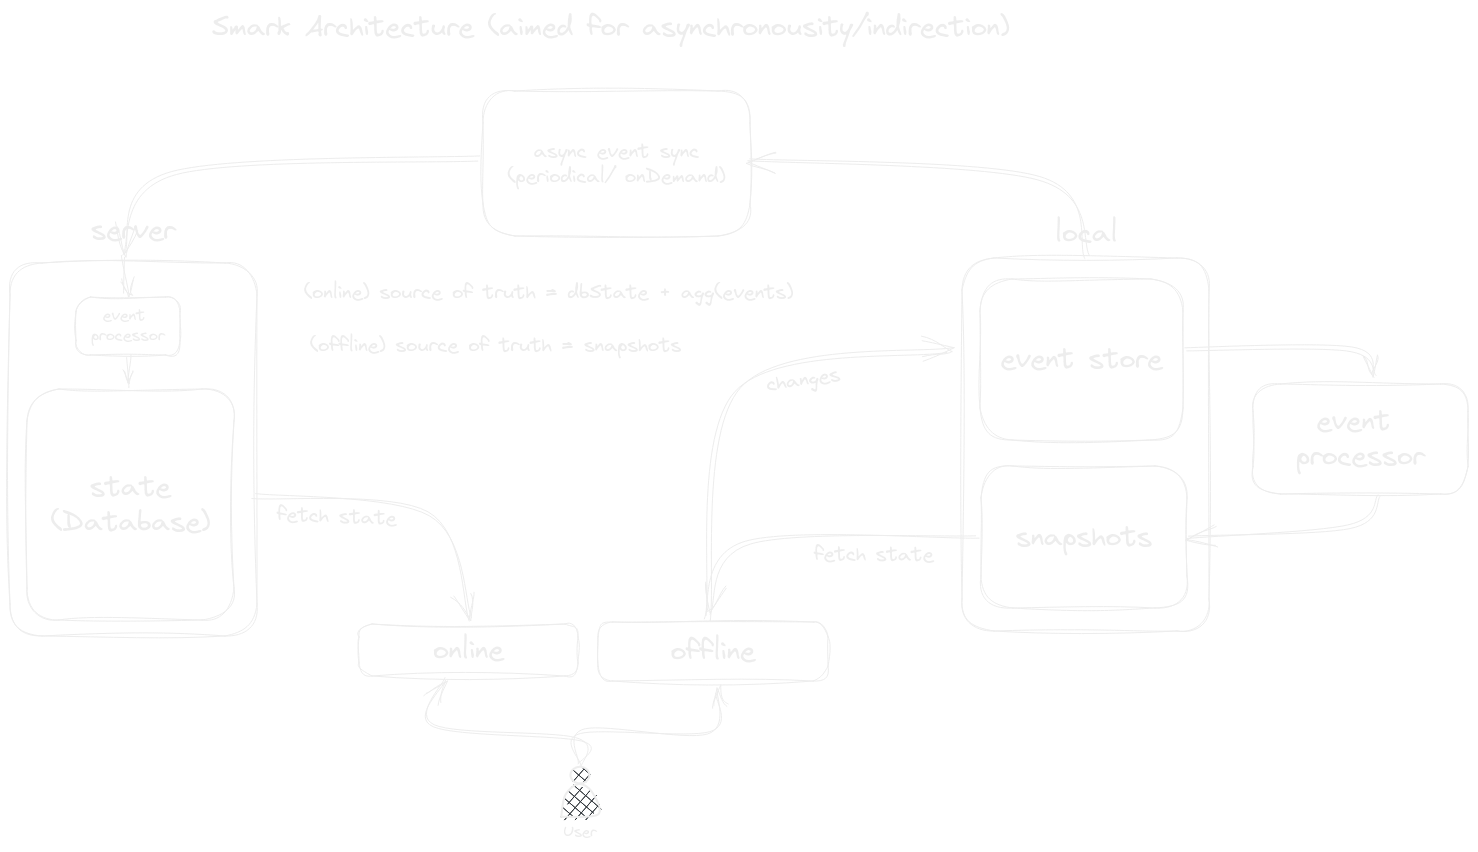 Smark Architecture (aimed for asynchronousity/indirection)
async event sync
(periodical/ onDemand)
server
local
(online) source of truth = dbState + agg(events)
event
processor
(offline) source of truth = snapshots
event store
changes
event
processor
state
(Database)
fetch state
snapshots
fetch state
online
offline
User